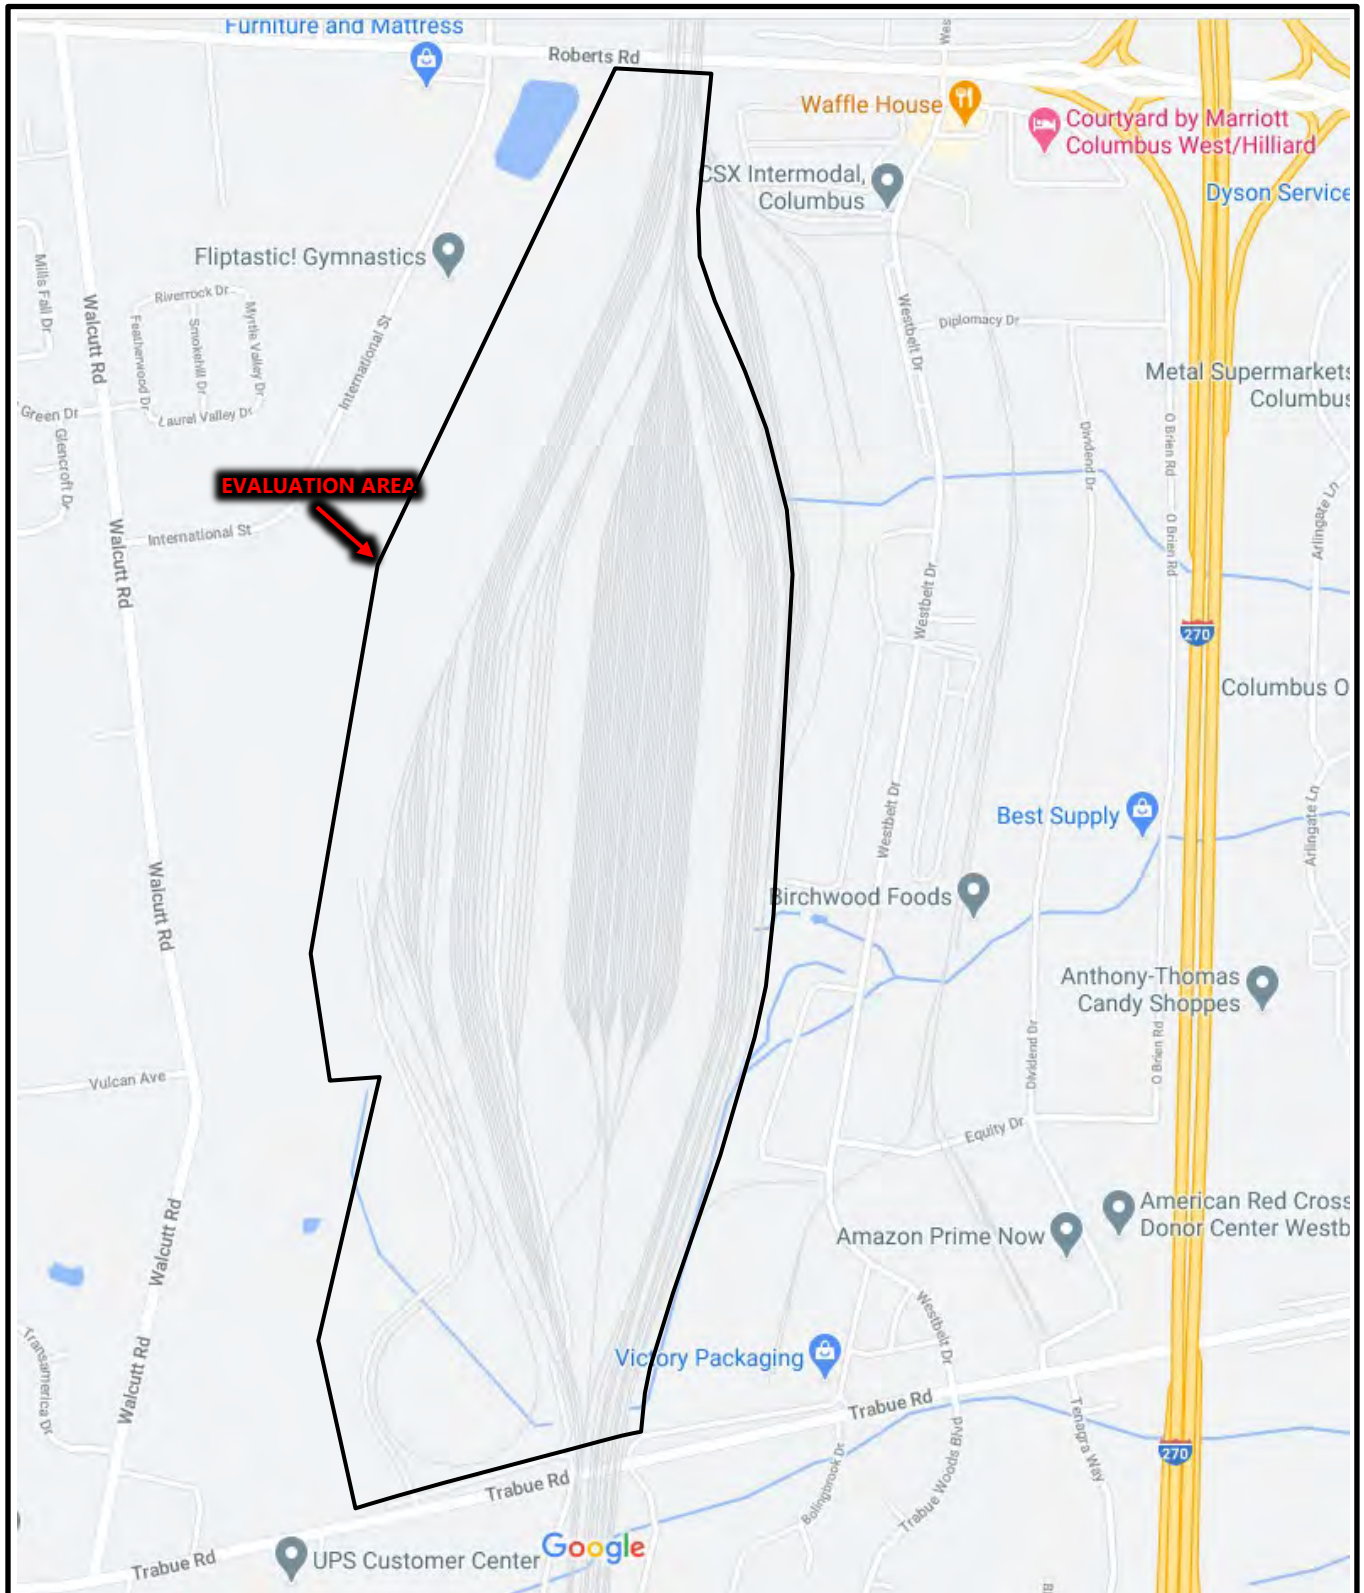 Furniture and Mattress
Roberts Rd
Wes
Waffle House
Courtyard by Marriott
Columbus West/Hilliard
CSX Intermodal,
Columbus
Dyson Service
Fliptastic! Gymnastics
Mills Fall Dr
Walcutt Rd
Riverrock Dr
Featherwood Dr
Smokehill Dr
Myrtle Valley Dr
Laurel Valley Dr
International St
Westbelt Dr
Diplomacy Dr
Metal Supermarkets
Columbus
Green Dr
Glencroft Dr
Dividend Dr
O Brien Rd
Arlingate Ln
EVALUATION AREA
International St
Walcutt Rd
O Brien Rd
Westbelt Dr
270
Columbus O
Westbelt Dr
Best Supply
Arlingate Ln
Walcutt Rd
Birchwood Foods
Anthony-Thomas
Candy Shoppes
Vulcan Ave
Dividend Dr
O Brien Rd
Equity Dr
American Red Cross
Donor Center Westb
Amazon Prime Now
Walcutt Rd
Westbelt Dr
Transamerica Dr
Walcutt Rd
Victory Packaging
Trabue Rd
Tenagra Way
270
Bolingbrook Dr
Trabue Woods Blvd
Trabue Rd
UPS Customer Center
Google
Trabue Rd